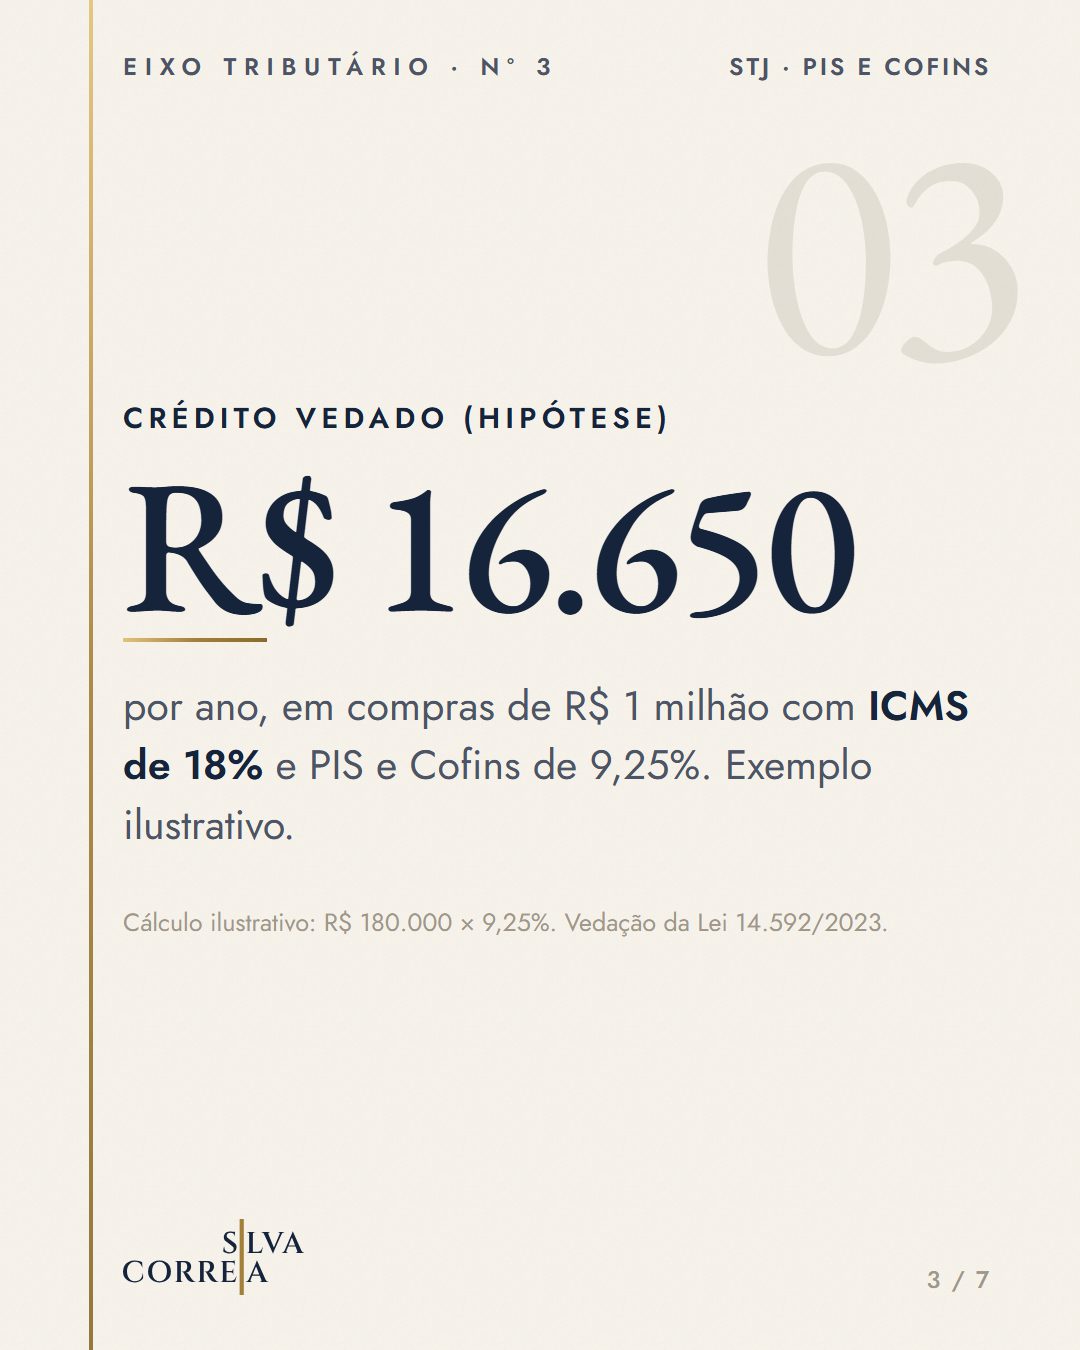 EIXO TRIBUTÁRIO · N° 3
STJ · PIS E COFINS
03
CRÉDITO VEDADO (HIPÓTESE)
R$ 16.650
por ano, em compras de R$ 1 milhão com ICMS
de 18% e PIS e Cofins de 9,25%. Exemplo
ilustrativo.
Cálculo ilustrativo: R$ 180.000 × 9,25%. Vedação da Lei 14.592/2023.
SILVA
CORREIA
3 / 7